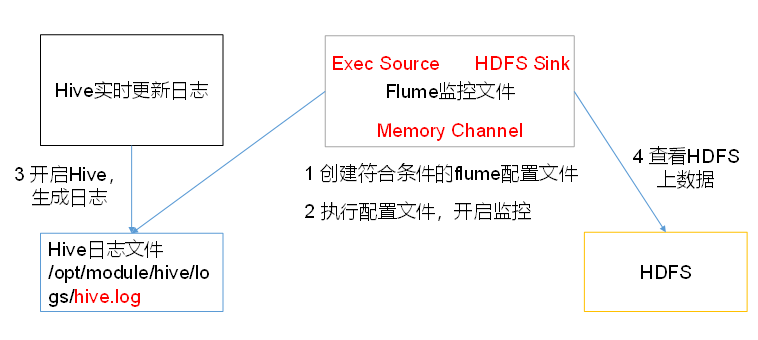 Hive实时更新日志
Exec Source
HDFS Sink
Flume监控文件
Memory Channel
3 开启Hive,
生成日志
1 创建符合条件的flume配置文件
2 执行配置文件，开启监控
4 查看HDFS
上数据
Hive日志文件
/opt/module/hive/lo
gs/hive.log
HDFS